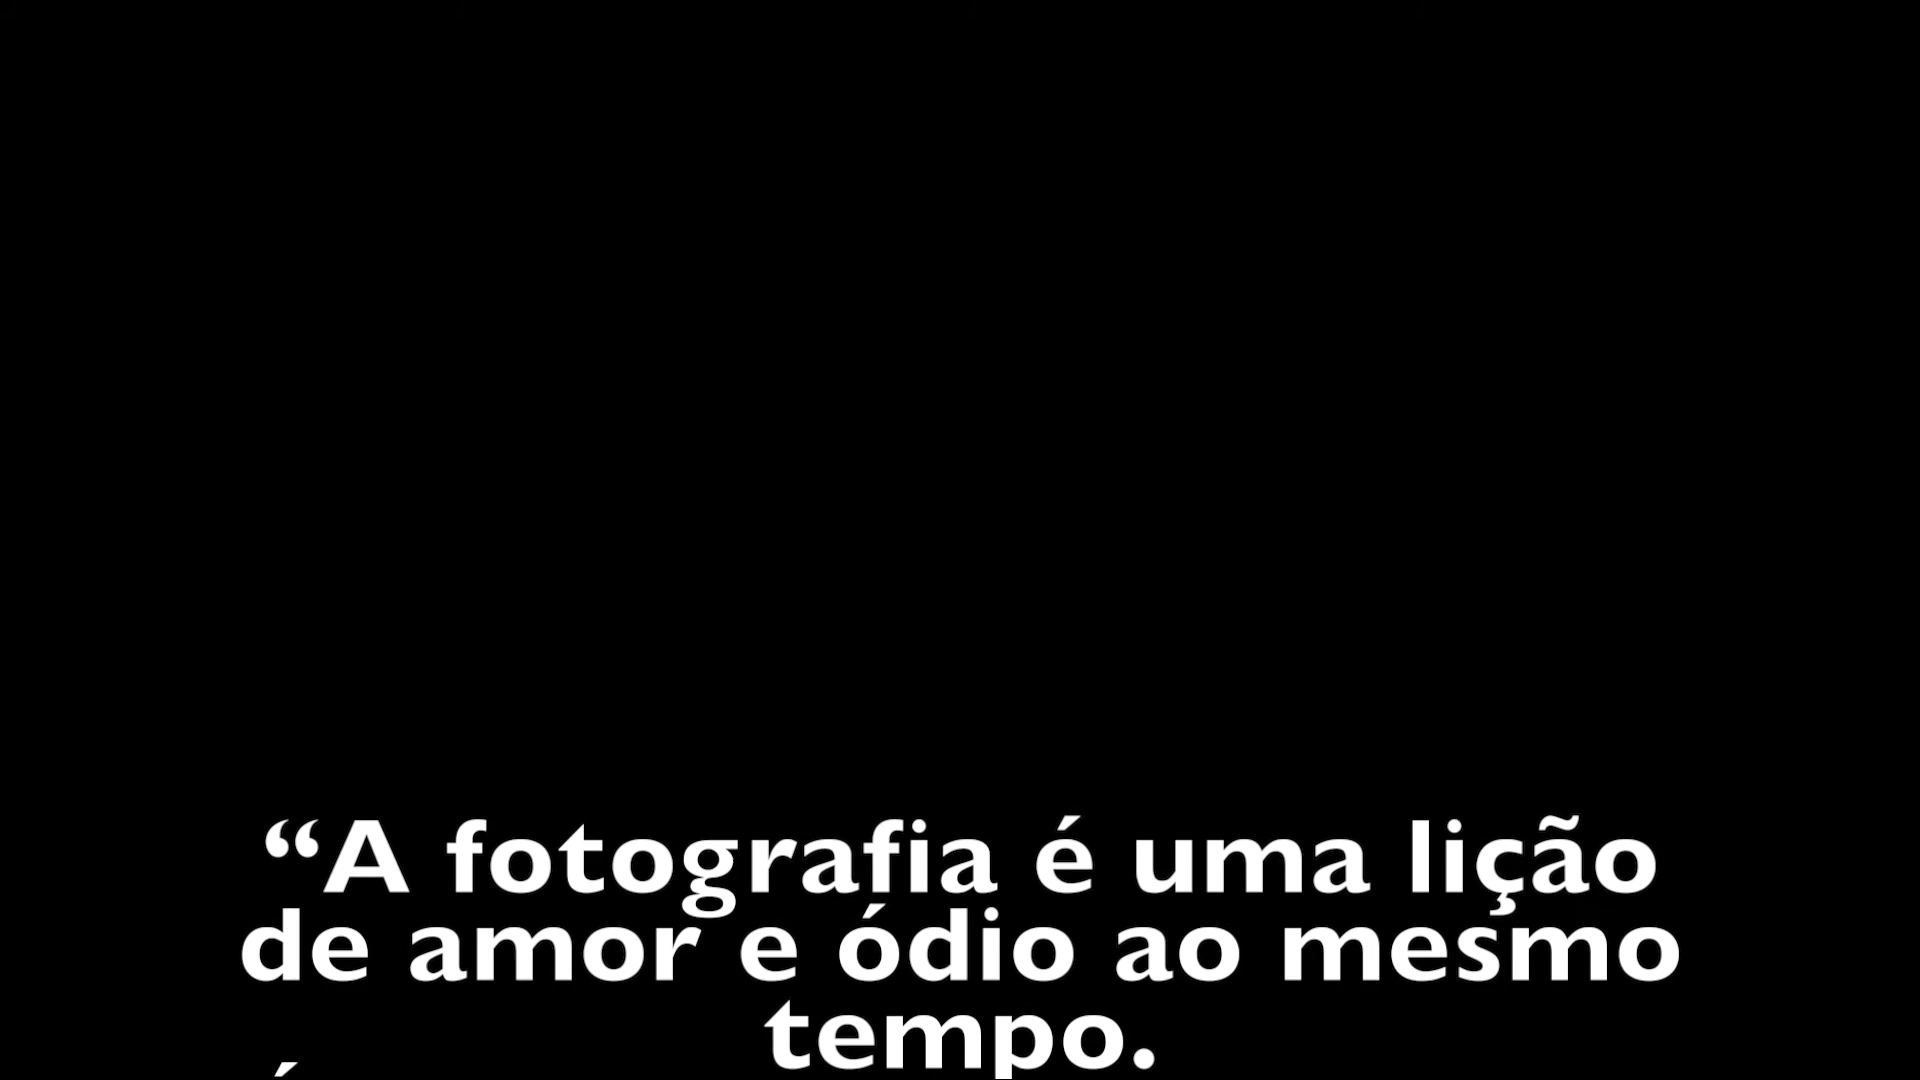 “A fotografia é uma lição
de amor e ódio ao mesmo
tempo.